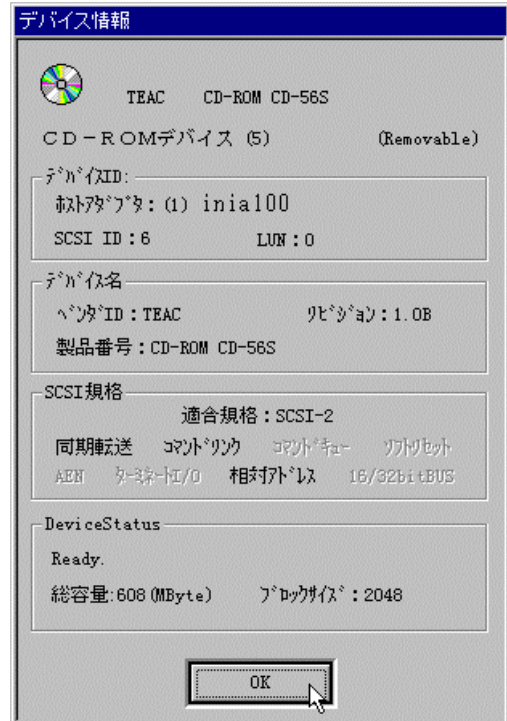 デバイス情報
TEAC CD-ROM CD-56S
ＣＤ－ＲＯＭデバイス (5) (Removable)
ﾃﾞﾊﾞｲｽID:
ﾎｽﾄｱﾀﾞﾌﾟﾀ：(1) inia100
SCSI ID：6 LUN：0
ﾃﾞﾊﾞｲｽ名
ﾍﾞﾝﾀﾞID：TEAC ﾘﾋﾞｼﾞｮﾝ：1.0B
製品番号：CD-ROM CD-56S
SCSI規格
適合規格：SCSI-2
同期転送 ｺﾏﾝﾄﾞﾘﾝｸ ｺﾏﾝﾄﾞｷｭｰ ｿﾌﾄﾘｾｯﾄ
AEN ﾀｰﾐﾈｰﾄI/O 相対ｱﾄﾞﾚｽ 16/32bitBUS
DeviceStatus
Ready.
総容量:608(MByte) ﾌﾞﾛｯｸｻｲｽﾞ：2048
OK